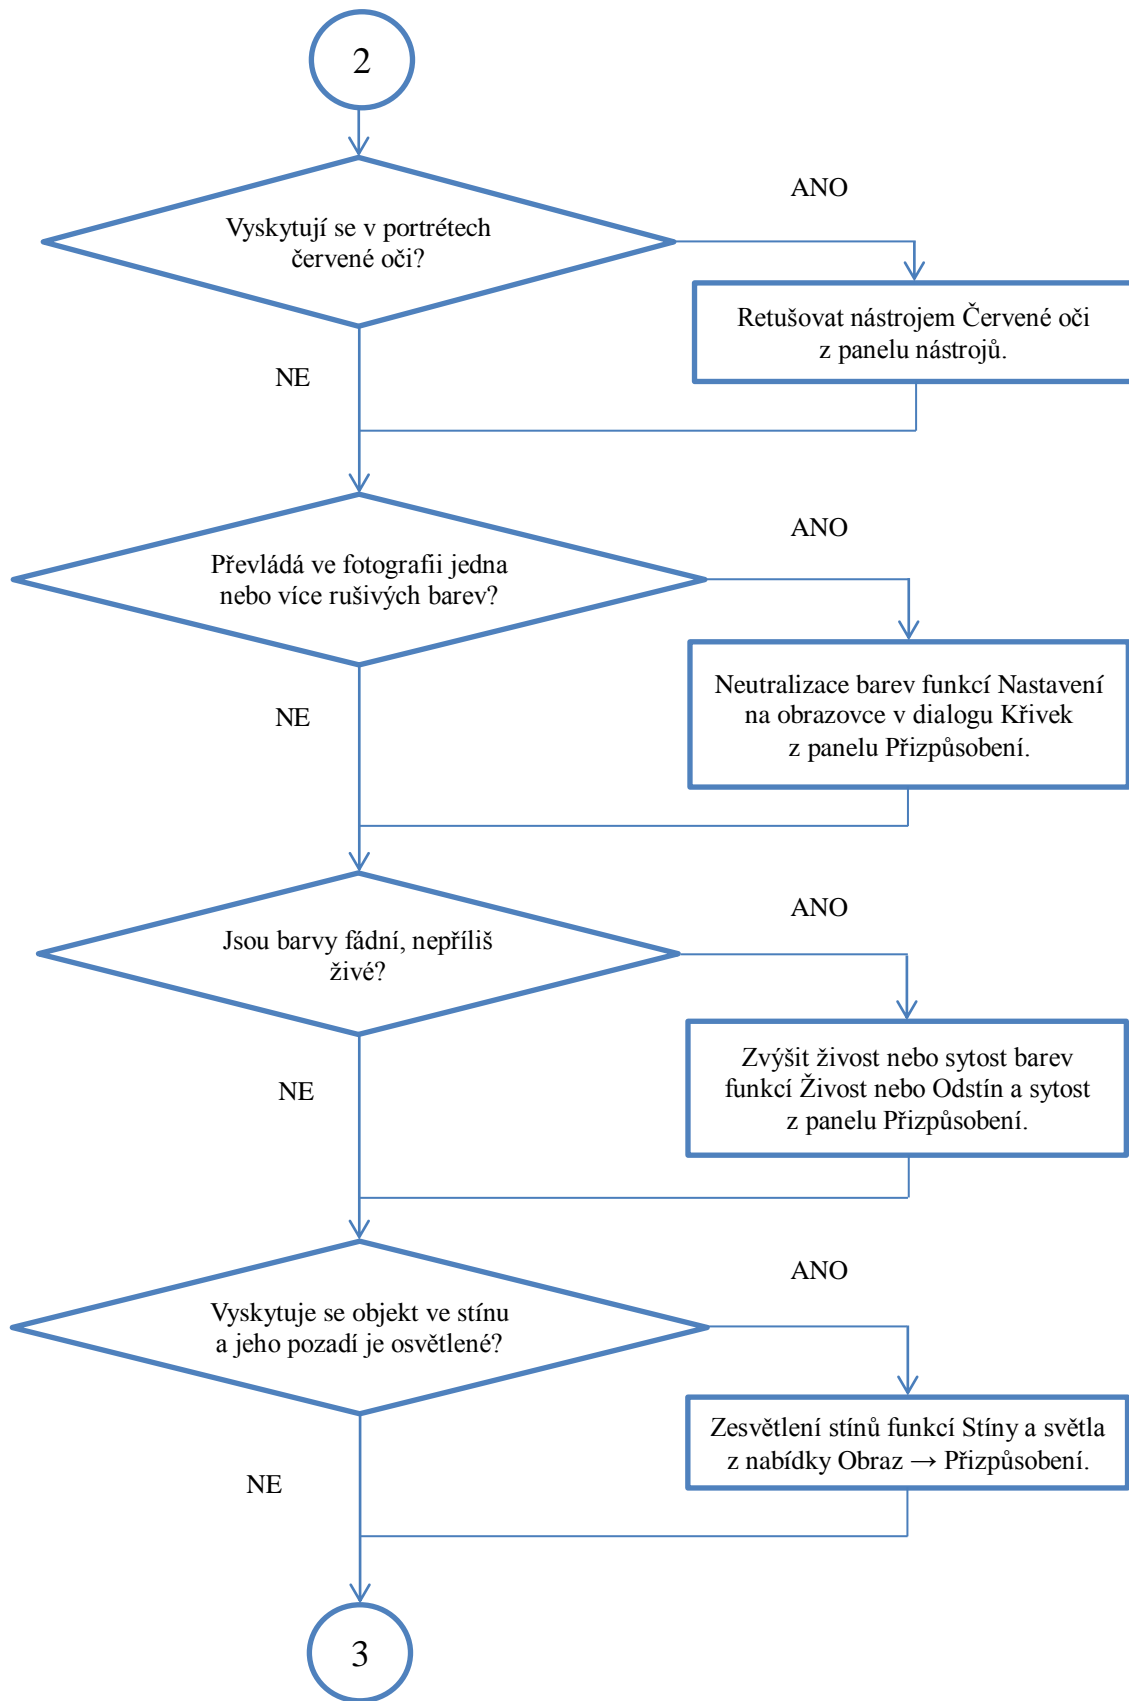 2
Vyskytují se v portrétech
červené oči?
ANO
Retušovat nástrojem Červené oči
z panelu nástrojů.
NE
Převládá ve fotografii jedna
nebo více rušivých barev?
ANO
Neutralizace barev funkcí Nastavení
na obrazovce v dialogu Křivek
z panelu Přizpůsobení.
NE
Jsou barvy fádní, nepříliš
živé?
ANO
Zvýšit živost nebo sytost barev
funkcí Živost nebo Odstín a sytost
z panelu Přizpůsobení.
NE
Vyskytuje se objekt ve stínu
a jeho pozadí je osvětlené?
ANO
Zesvětlení stínů funkcí Stíny a světla
z nabídky Obraz → Přizpůsobení.
NE
3